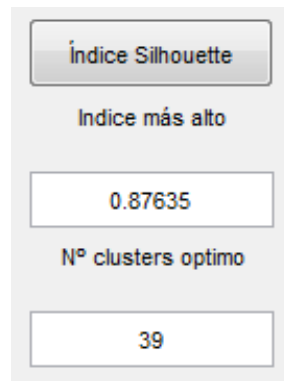 Índice Silhouette
Indice más alto
0.87635
Nº clusters optimo
39